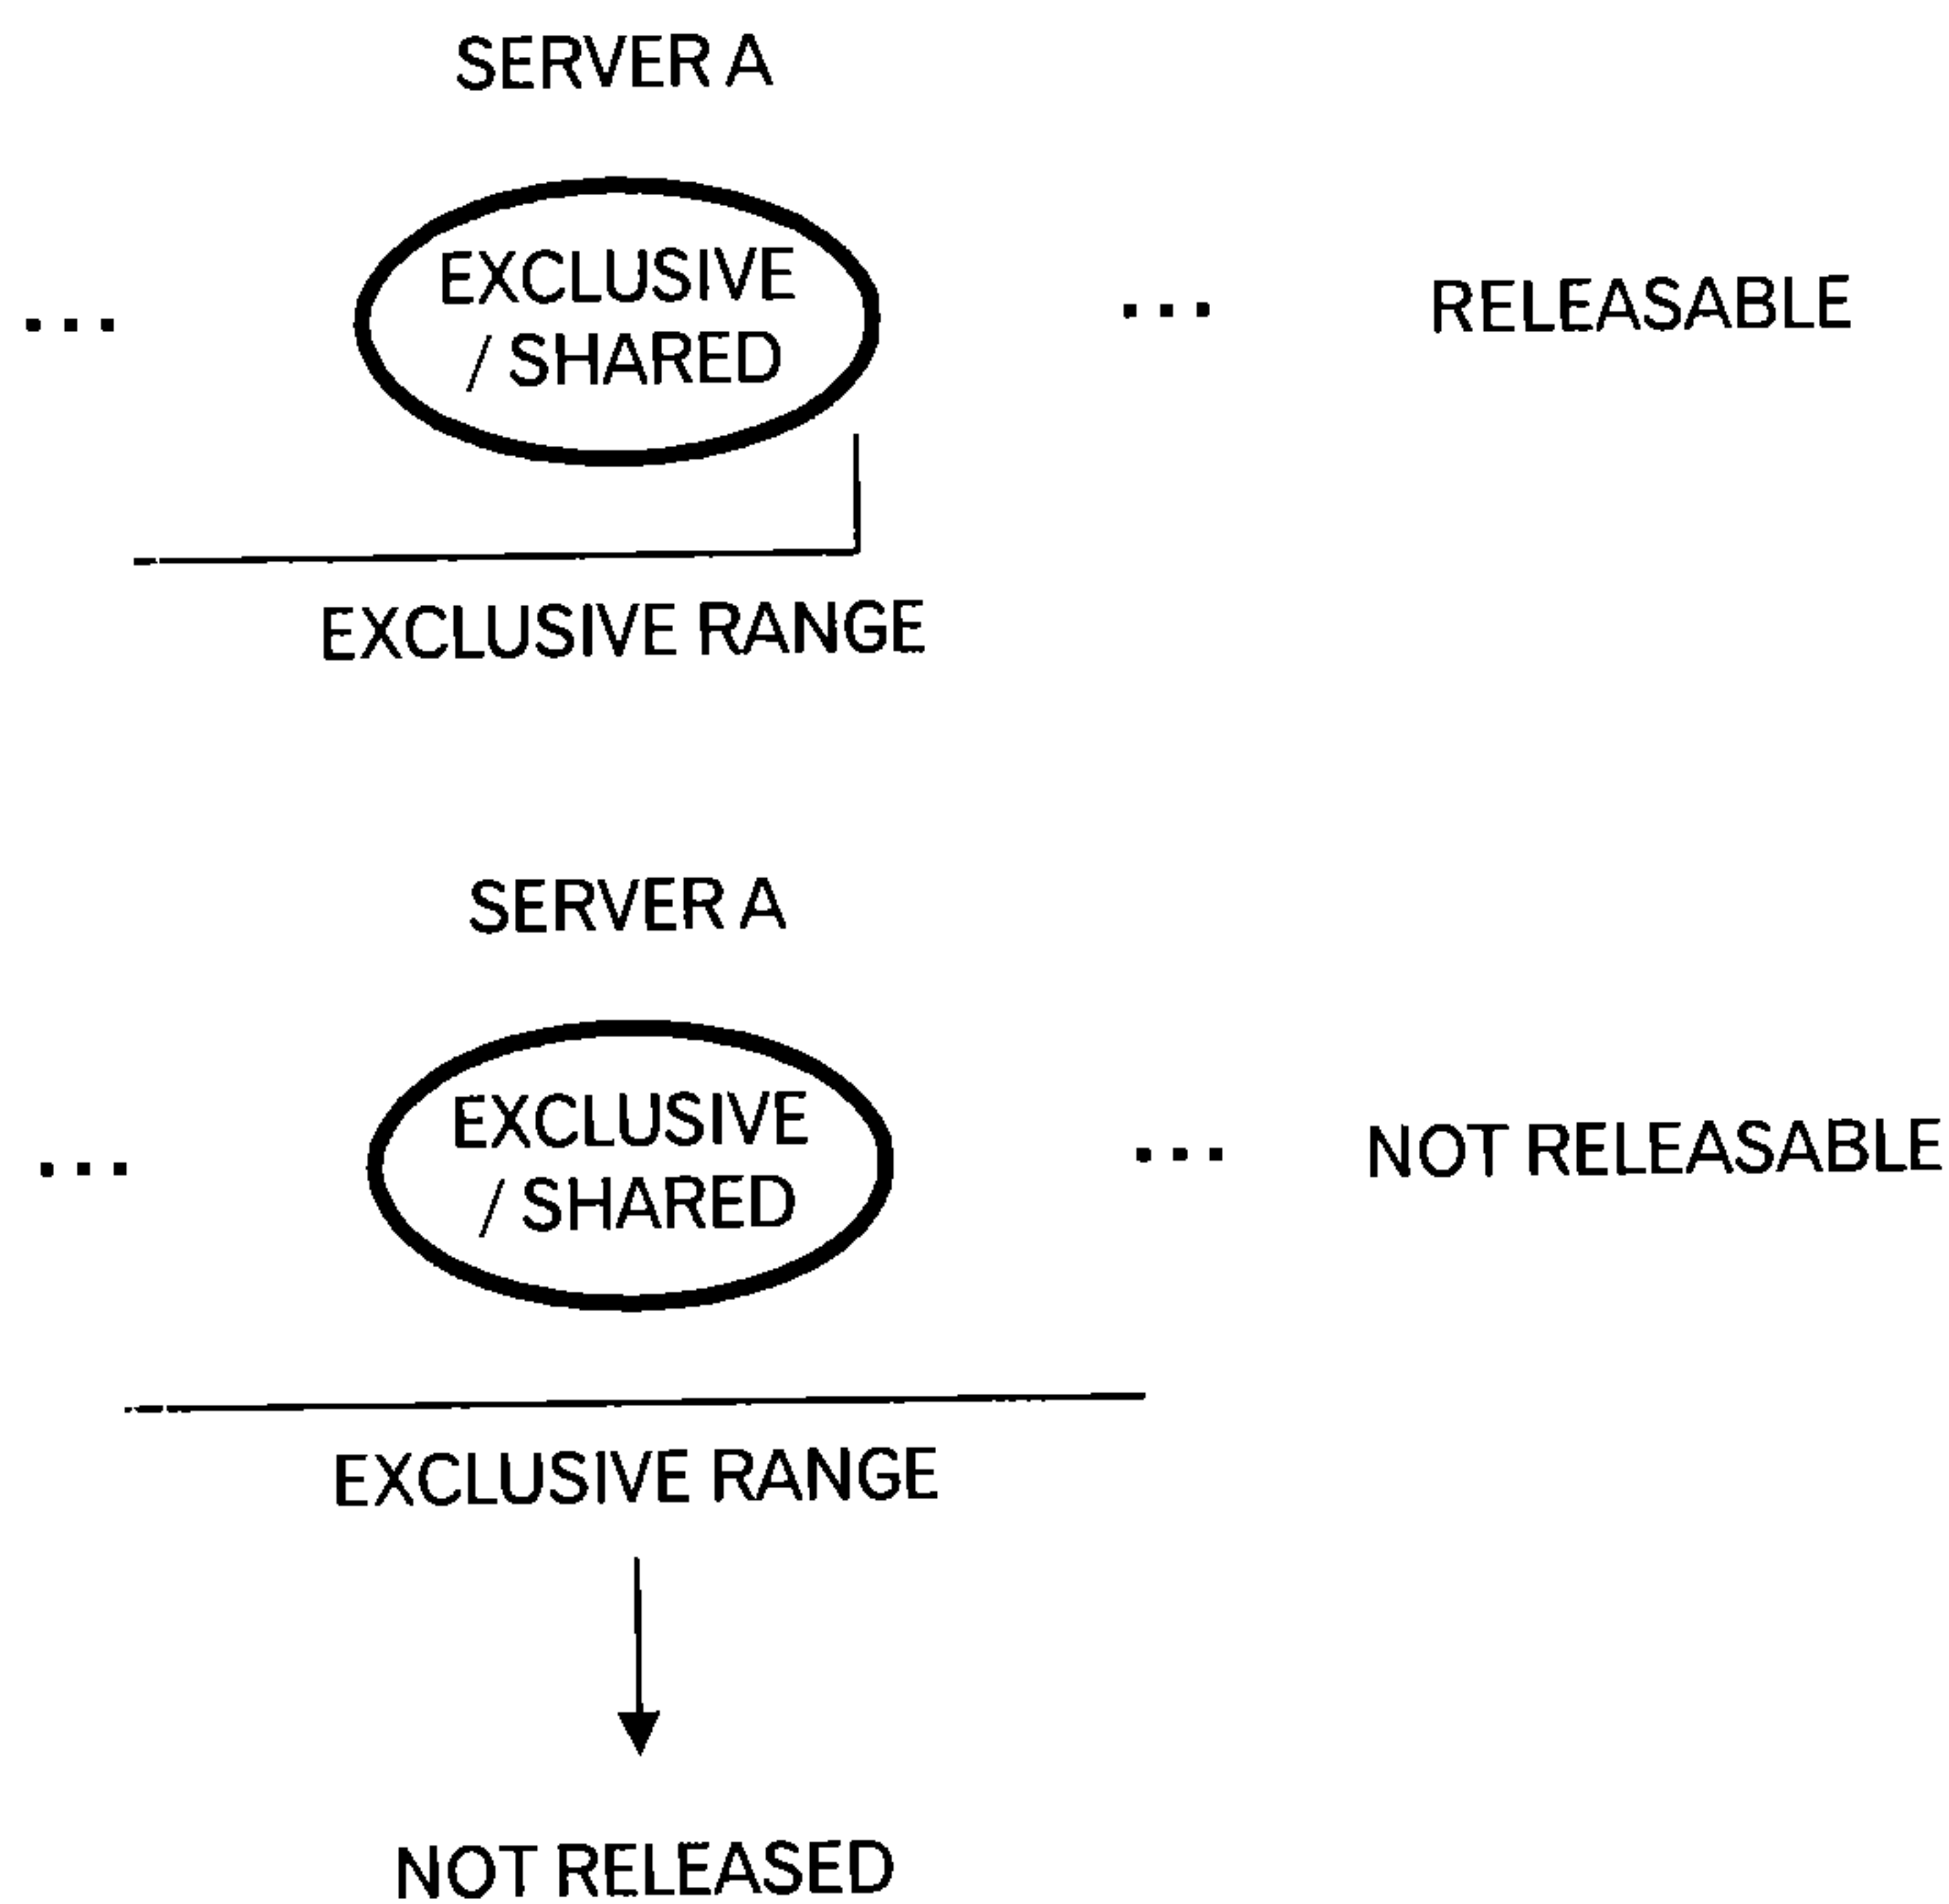 SERVER A
EXCLUSIVE
... / SHARED ... RELEASABLE
EXCLUSIVE RANGE
SERVER A
EXCLUSIVE
... / SHARED ... NOT RELEASABLE
EXCLUSIVE RANGE
NOT RELEASED